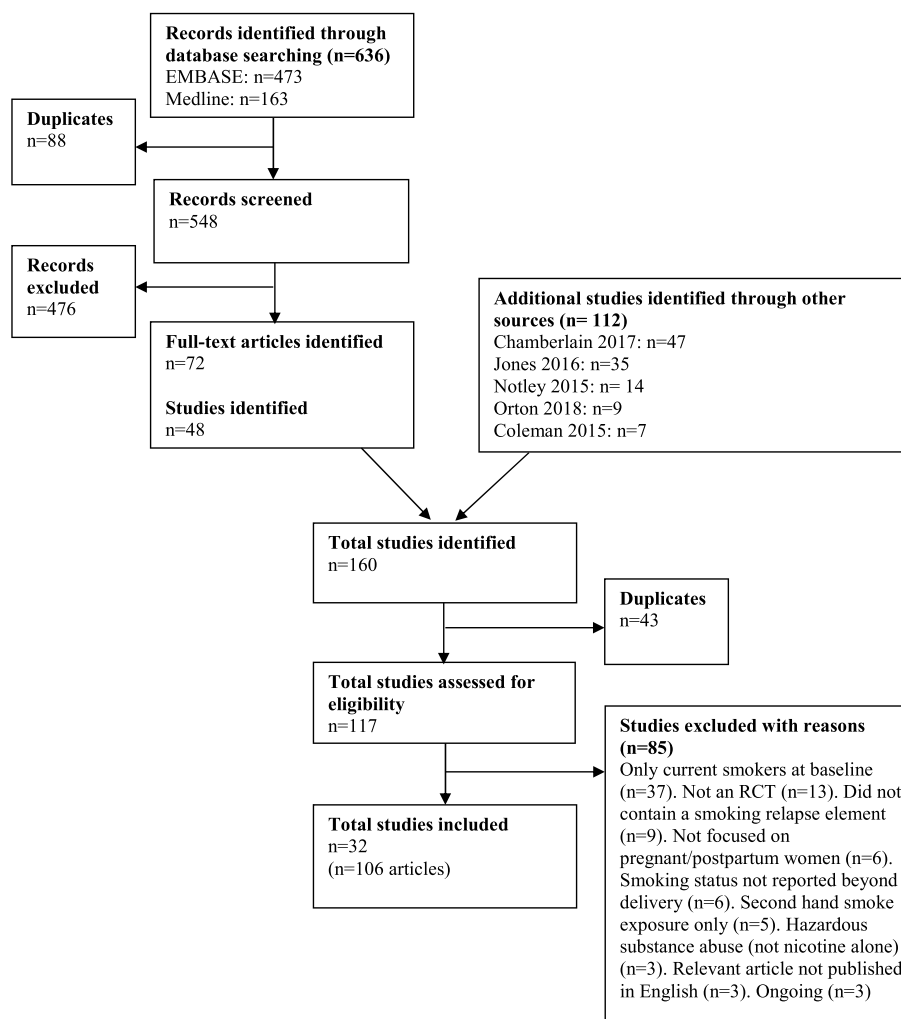 Records identified through
database searching (n=636)
EMBASE: n=473
Medline: n=163
Duplicates
n=88
Records screened
n=548
Records
excluded
n=476
Full-text articles identified
n=72
Studies identified
n=48
Additional studies identified through other
sources (n= 112)
Chamberlain 2017: n=47
Jones 2016: n=35
Notley 2015: n= 14
Orton 2018: n=9
Coleman 2015: n=7
Total studies identified
n=160
Duplicates
n=43
Total studies assessed for
eligibility
n=117
Studies excluded with reasons
(n=85)
Only current smokers at baseline
(n=37). Not an RCT (n=13). Did not
contain a smoking relapse element
(n=9). Not focused on
pregnant/postpartum women (n=6).
Smoking status not reported beyond
delivery (n=6). Second hand smoke
exposure only (n=5). Hazardous
substance abuse (not nicotine alone)
(n=3). Relevant article not published
in English (n=3). Ongoing (n=3)
Total studies included
n=32
(n=106 articles)